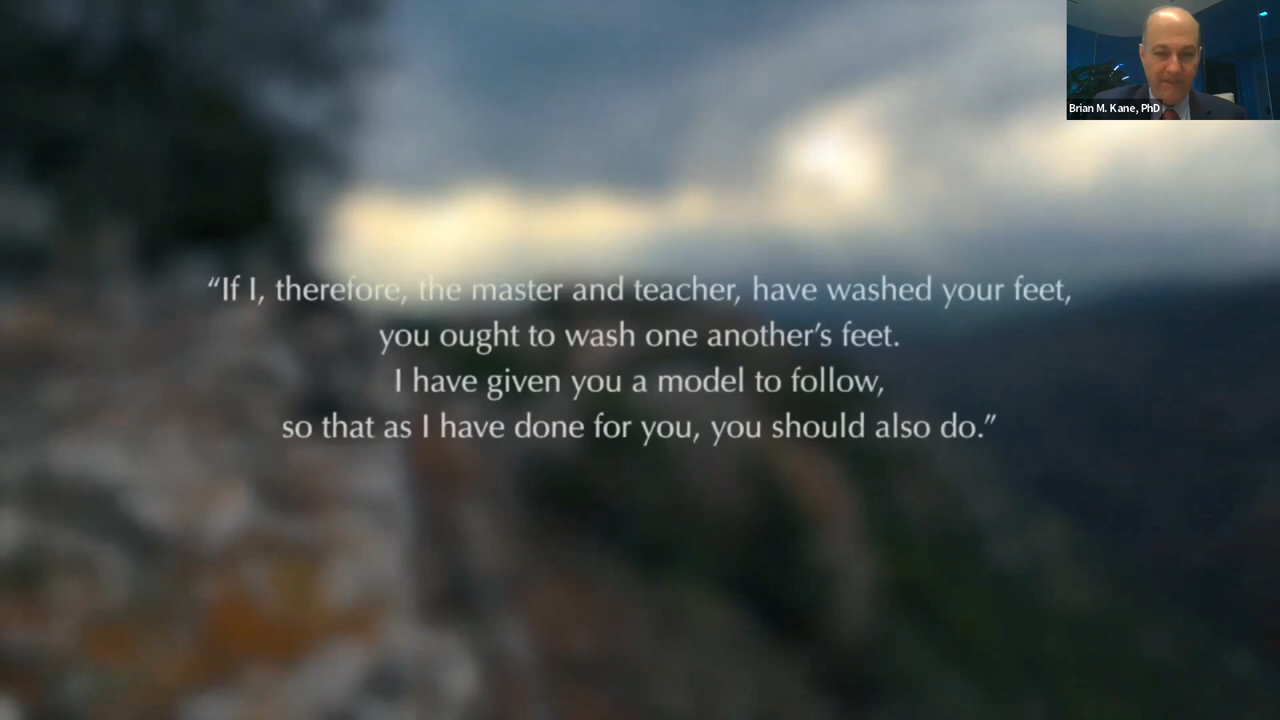 Brian M. Kane, PhD
“If I, therefore, the master and teacher, have washed your feet,
you ought to wash one another’s feet.
I have given you a model to follow,
so that as I have done for you, you should also do.”